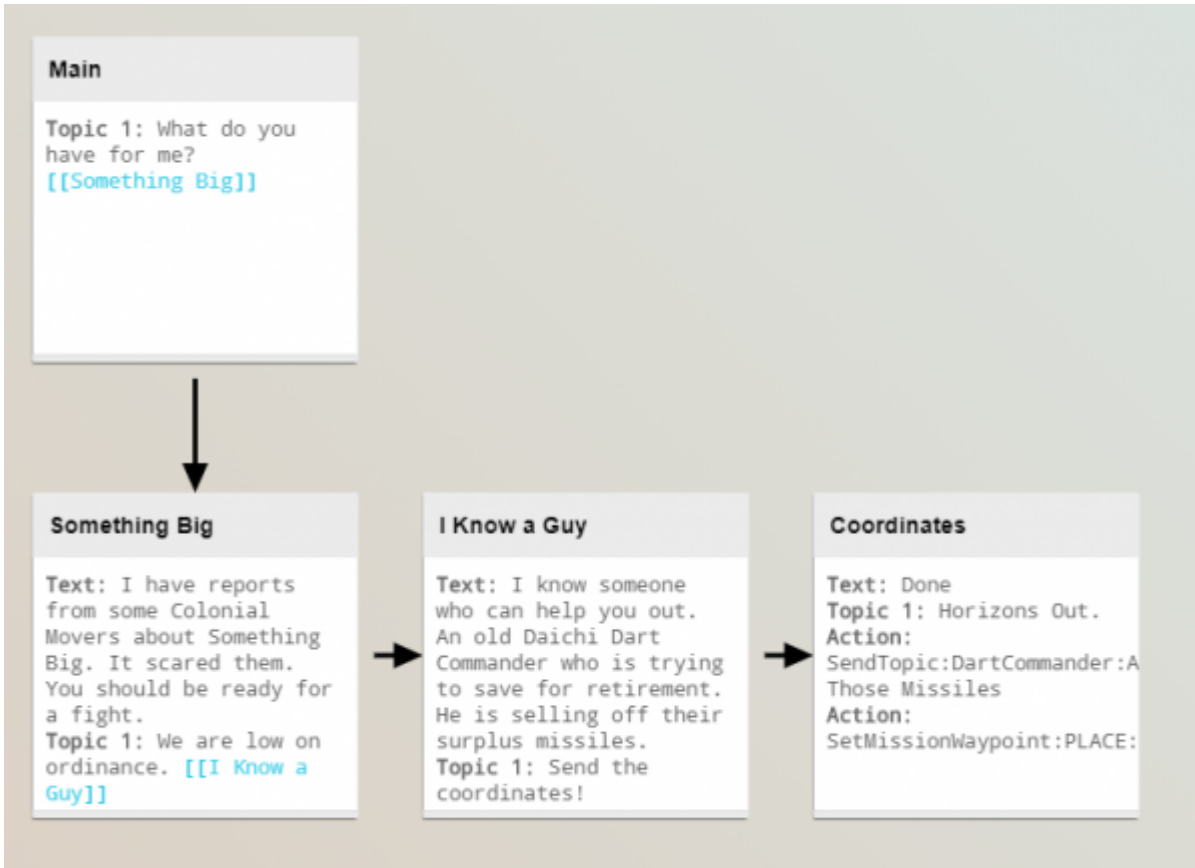 Main
Topic 1: What do you
have for me?
[[Something Big]]
Something Big
Text: I have reports
from some Colonial
Movers about Something
Big. It scared them.
You should be ready for
a fight.
Topic 1: We are low on
ordinance. [[I Know a
Guy]]
I Know a Guy
Text: I know someone
who can help you out.
An old Daichi Dart
Commander who is trying
to save for retirement.
He is selling off their
surplus missiles.
Topic 1: Send the
coordinates!
Coordinates
Text: Done
Topic 1: Horizons Out.
Action:
SendTopic:DartCommander:A
Those Missiles
Action:
SetMissionWaypoint:PLACE: